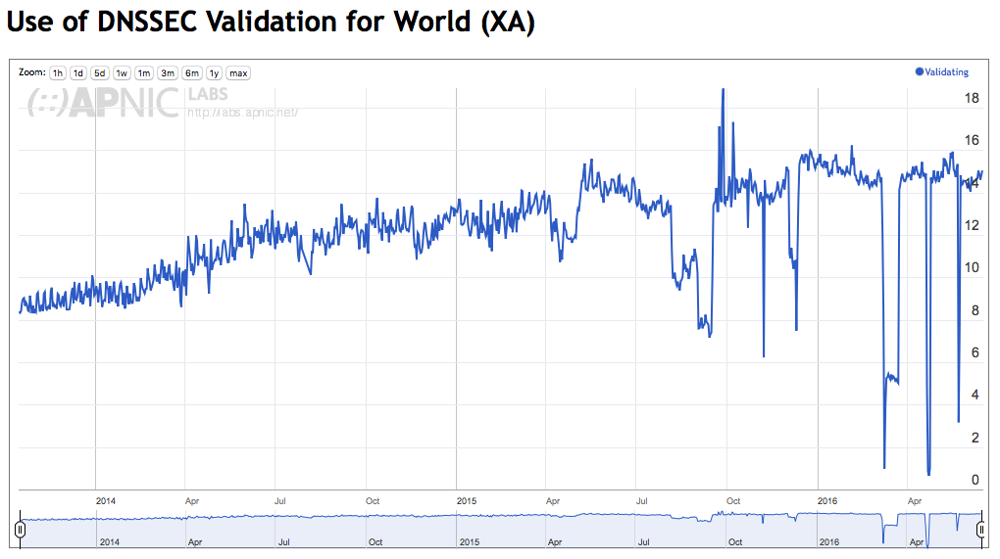 Use of DNSSEC Validation for World (XA)
Zoom: 1h 1d 5d 1w 1m 3m 6m 1y max
Validating
(::)APNIC LABS
http://labs.apnic.net/
18
16
14
12
10
8
6
4
2
0
2014 Apr Jul Oct 2015 Apr Jul Oct 2016 Apr
2014 Apr Jul Oct 2015 Apr Jul Oct 2016 Apr